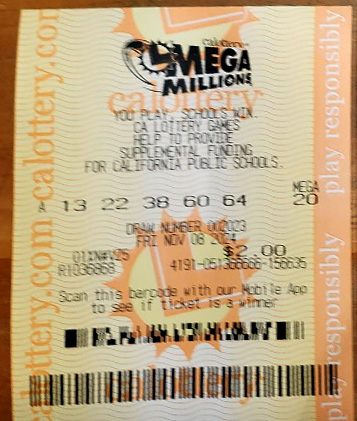 calottery
MEGA
MILLIONS
calottery
YOU PLAY. SCHOOLS WIN.
CA LOTTERY GAMES
HELP TO PROVIDE
SUPPLEMENTAL FUNDING
FOR CALIFORNIA PUBLIC SCHOOLS.
MEGA
A 13 22 38 60 64 20
DRAW NUMBER 002023
FRI NOV 08 2024
$2.00
Scan this barcode with our Mobile App
to see if ticket is a winner
calottery.com
calottery.com
play responsibly
play responsibly